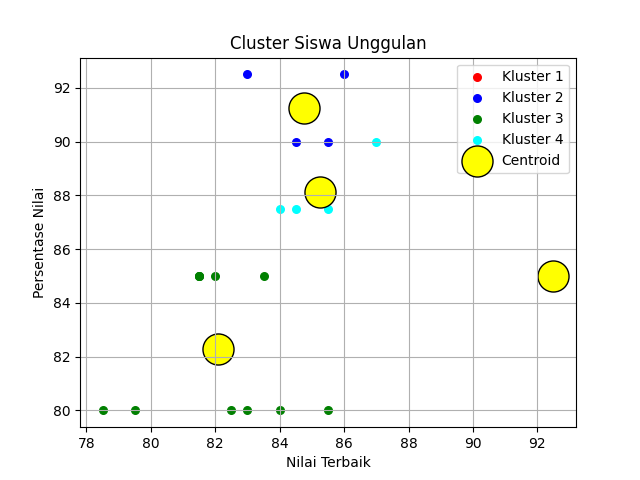 Cluster Siswa Unggulan
Kluster 1
Kluster 2
Kluster 3
Kluster 4
Centroid
Persentase Nilai
92
90
88
86
84
82
80
78
80
82
84
86
88
90
92
Nilai Terbaik